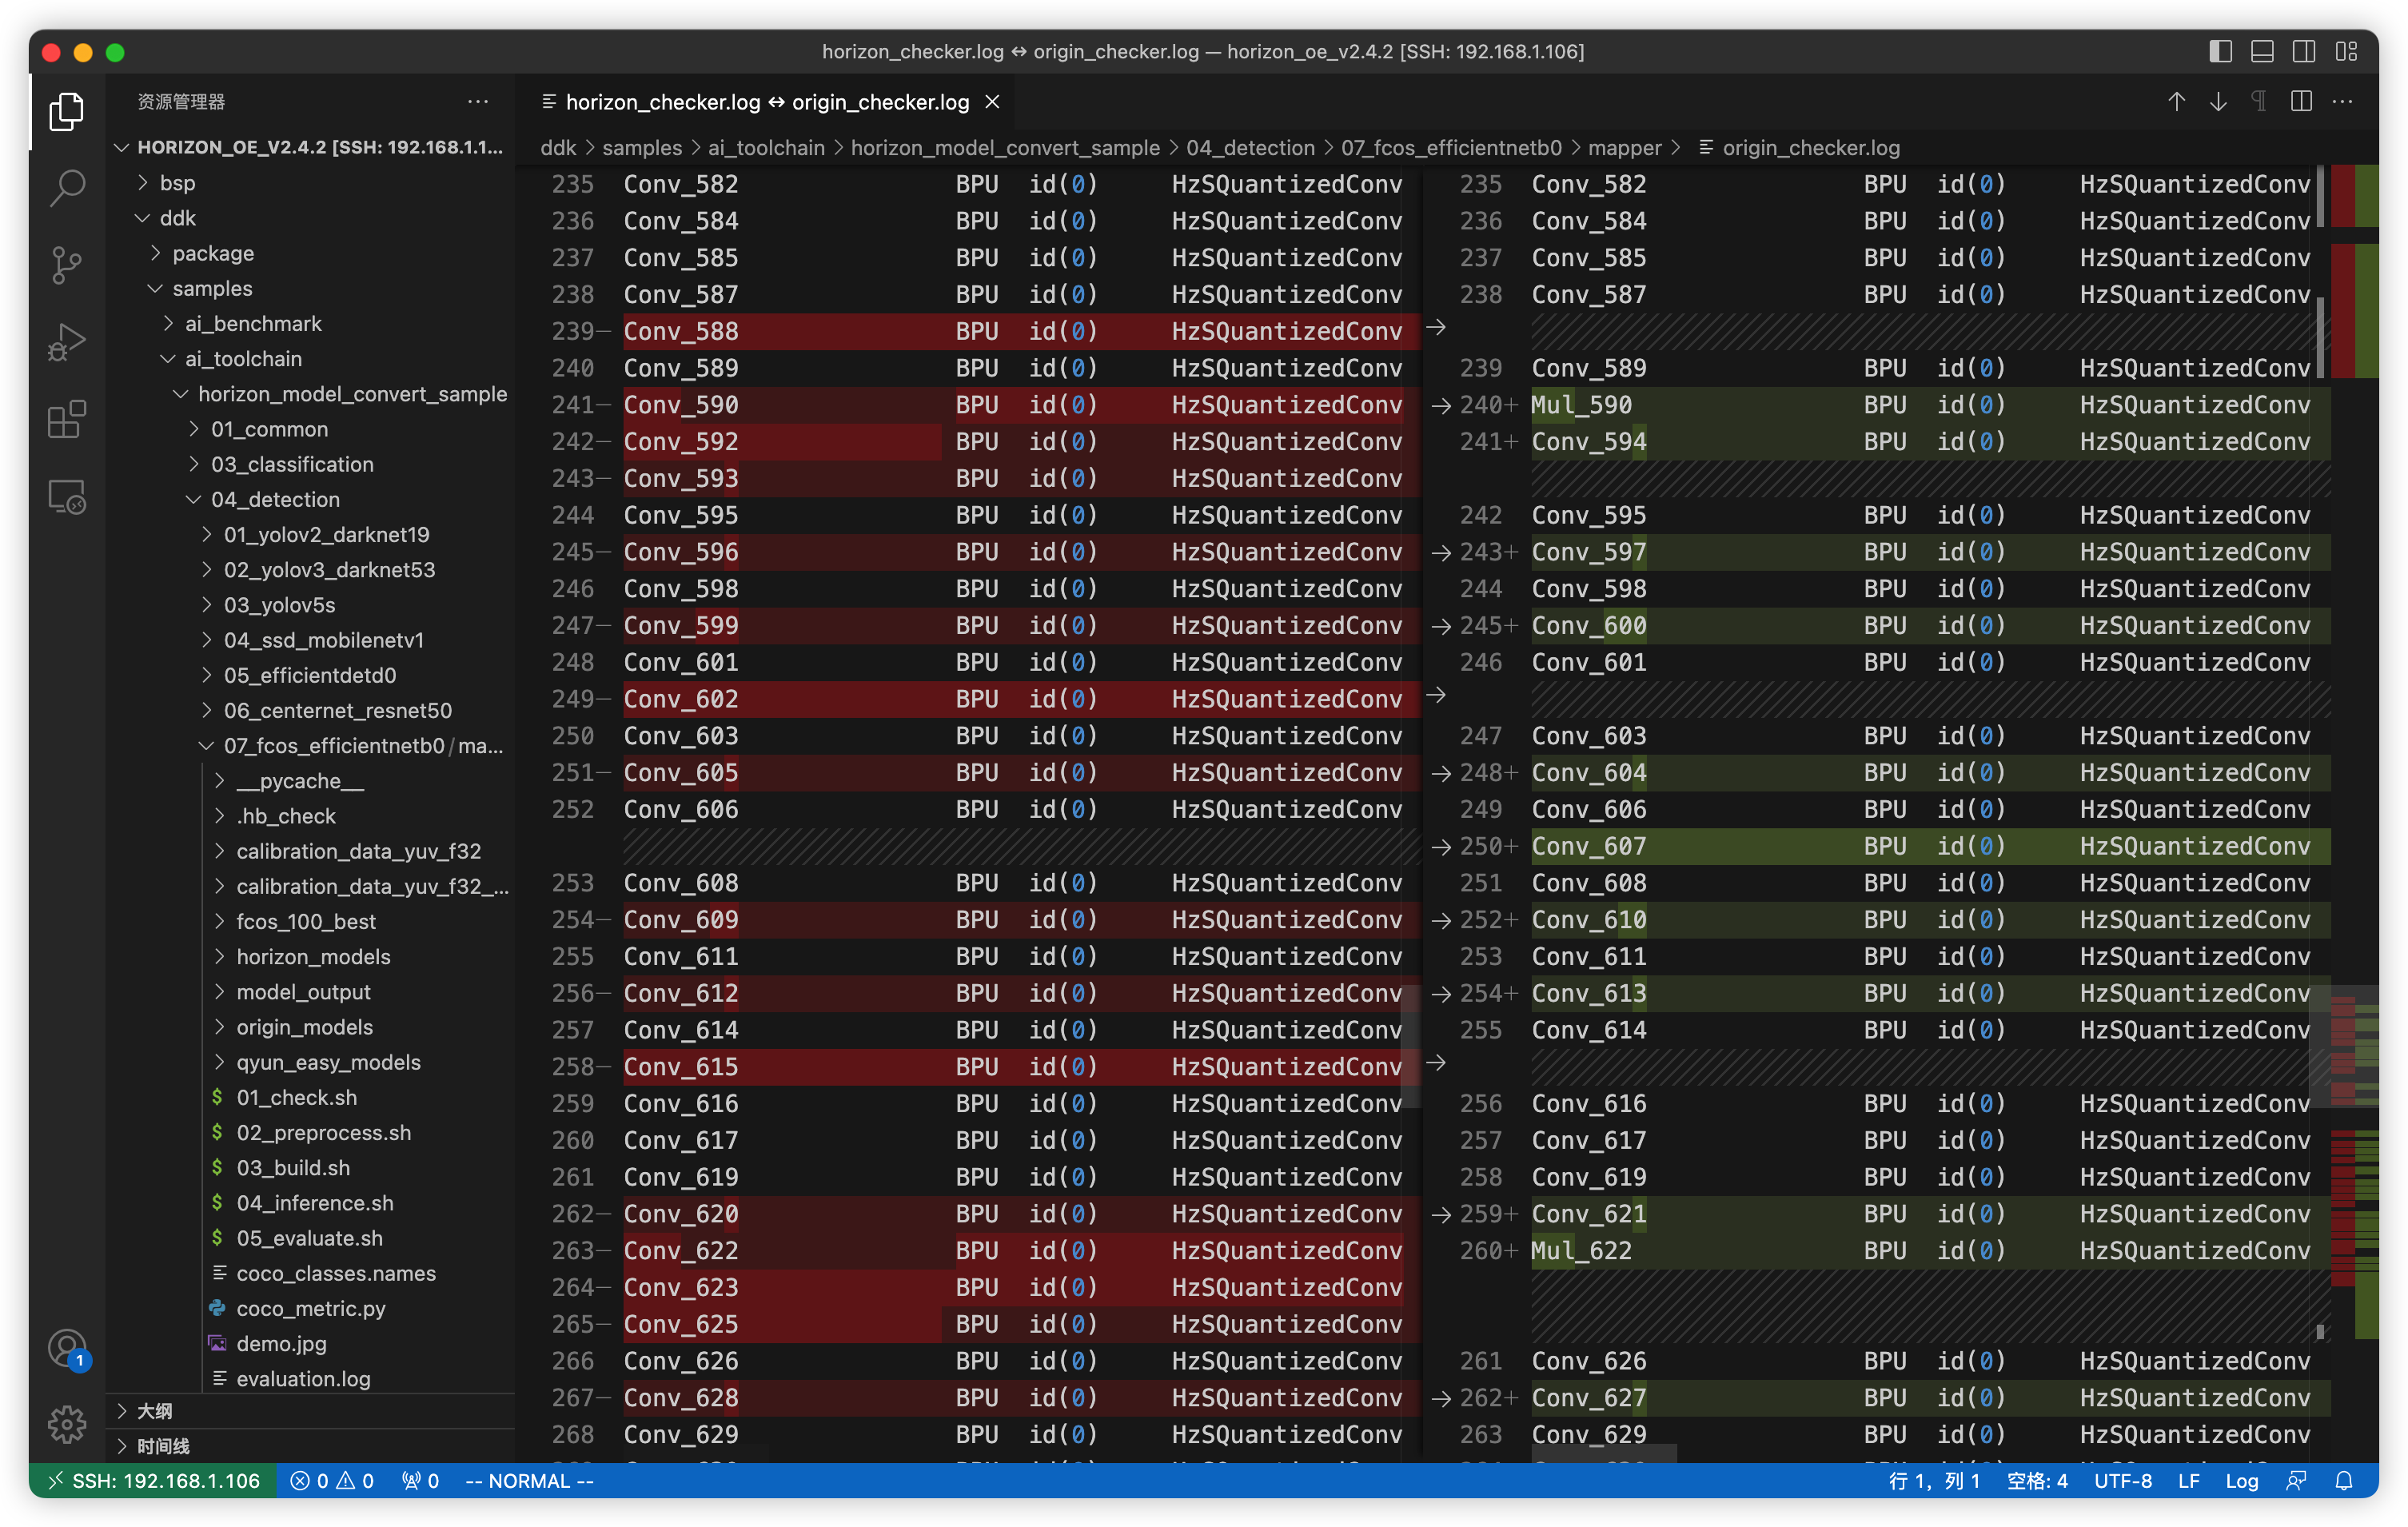 horizon_checker.log ↔ origin_checker.log — horizon_oe_v2.4.2 [SSH: 192.168.1.106]
资源管理器
HORIZON_OE_V2.4.2 [SSH: 192.168.1.1...
bsp
ddk
package
samples
ai_benchmark
ai_toolchain
horizon_model_convert_sample
01_common
03_classification
04_detection
01_yolov2_darknet19
02_yolov3_darknet53
03_yolov5s
04_ssd_mobilenetv1
05_efficientdetd0
06_centernet_resnet50
07_fcos_efficientnetb0/ma...
__pycache__
.hb_check
calibration_data_yuv_f32
calibration_data_yuv_f32_...
fcos_100_best
horizon_models
model_output
origin_models
qyun_easy_models
$ 01_check.sh
$ 02_preprocess.sh
$ 03_build.sh
$ 04_inference.sh
$ 05_evaluate.sh
coco_classes.names
coco_metric.py
demo.jpg
evaluation.log
大纲
时间线
1
horizon_checker.log ↔ origin_checker.log
ddk > samples > ai_toolchain > horizon_model_convert_sample > 04_detection > 07_fcos_efficientnetb0 > mapper > origin_checker.log
235 Conv_582 BPU id(0) HzSQuantizedConv
236 Conv_584 BPU id(0) HzSQuantizedConv
237 Conv_585 BPU id(0) HzSQuantizedConv
238 Conv_587 BPU id(0) HzSQuantizedConv
239— Conv_588 BPU id(0) HzSQuantizedConv
240 Conv_589 BPU id(0) HzSQuantizedConv
241— Conv_590 BPU id(0) HzSQuantizedConv
242— Conv_592 BPU id(0) HzSQuantizedConv
243— Conv_593 BPU id(0) HzSQuantizedConv
244 Conv_595 BPU id(0) HzSQuantizedConv
245— Conv_596 BPU id(0) HzSQuantizedConv
246 Conv_598 BPU id(0) HzSQuantizedConv
247— Conv_599 BPU id(0) HzSQuantizedConv
248 Conv_601 BPU id(0) HzSQuantizedConv
249— Conv_602 BPU id(0) HzSQuantizedConv
250 Conv_603 BPU id(0) HzSQuantizedConv
251— Conv_605 BPU id(0) HzSQuantizedConv
252 Conv_606 BPU id(0) HzSQuantizedConv
253 Conv_608 BPU id(0) HzSQuantizedConv
254— Conv_609 BPU id(0) HzSQuantizedConv
255 Conv_611 BPU id(0) HzSQuantizedConv
256— Conv_612 BPU id(0) HzSQuantizedConv
257 Conv_614 BPU id(0) HzSQuantizedConv
258— Conv_615 BPU id(0) HzSQuantizedConv
259 Conv_616 BPU id(0) HzSQuantizedConv
260 Conv_617 BPU id(0) HzSQuantizedConv
261 Conv_619 BPU id(0) HzSQuantizedConv
262— Conv_620 BPU id(0) HzSQuantizedConv
263— Conv_622 BPU id(0) HzSQuantizedConv
264— Conv_623 BPU id(0) HzSQuantizedConv
265— Conv_625 BPU id(0) HzSQuantizedConv
266 Conv_626 BPU id(0) HzSQuantizedConv
267— Conv_628 BPU id(0) HzSQuantizedConv
268 Conv_629 BPU id(0) HzSQuantizedConv
235 Conv_582 BPU id(0) HzSQuantizedConv
236 Conv_584 BPU id(0) HzSQuantizedConv
237 Conv_585 BPU id(0) HzSQuantizedConv
238 Conv_587 BPU id(0) HzSQuantizedConv
239 Conv_589 BPU id(0) HzSQuantizedConv
240+ Mul_590 BPU id(0) HzSQuantizedConv
241+ Conv_594 BPU id(0) HzSQuantizedConv
242 Conv_595 BPU id(0) HzSQuantizedConv
243+ Conv_597 BPU id(0) HzSQuantizedConv
244 Conv_598 BPU id(0) HzSQuantizedConv
245+ Conv_600 BPU id(0) HzSQuantizedConv
246 Conv_601 BPU id(0) HzSQuantizedConv
247 Conv_603 BPU id(0) HzSQuantizedConv
248+ Conv_604 BPU id(0) HzSQuantizedConv
249 Conv_606 BPU id(0) HzSQuantizedConv
250+ Conv_607 BPU id(0) HzSQuantizedConv
251 Conv_608 BPU id(0) HzSQuantizedConv
252+ Conv_610 BPU id(0) HzSQuantizedConv
253 Conv_611 BPU id(0) HzSQuantizedConv
254+ Conv_613 BPU id(0) HzSQuantizedConv
255 Conv_614 BPU id(0) HzSQuantizedConv
256 Conv_616 BPU id(0) HzSQuantizedConv
257 Conv_617 BPU id(0) HzSQuantizedConv
258 Conv_619 BPU id(0) HzSQuantizedConv
259+ Conv_621 BPU id(0) HzSQuantizedConv
260+ Mul_622 BPU id(0) HzSQuantizedConv
261 Conv_626 BPU id(0) HzSQuantizedConv
262+ Conv_627 BPU id(0) HzSQuantizedConv
263 Conv_629 BPU id(0) HzSQuantizedConv
SSH: 192.168.1.106 0 0 0 -- NORMAL -- 行 1，列 1 空格: 4 UTF-8 LF Log